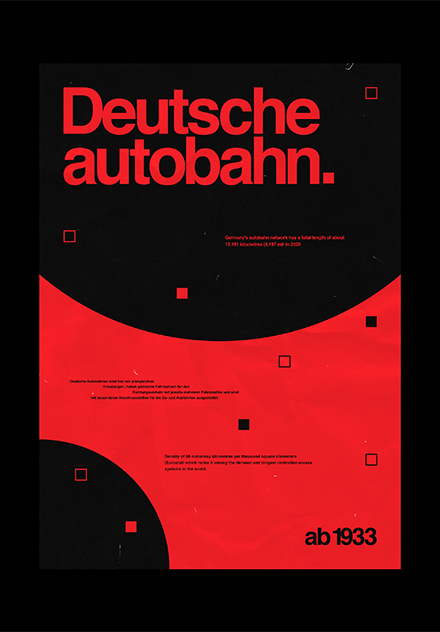 Deutsche
autobahn.
Germany's autobahn network has a total length of about
13,191 kilometres (8,197 mi) in 2020
Deutsche Autobahnen sind frei von plangleichen
Kreuzungen, haben getrennte Fahrbahnen für den
Richtungsverkehr mit jeweils mehreren Fahrstreifen und sind
mit besonderen Anschlussstellen für die Ein- und Ausfahrten ausgestattet.
Density of 36 motorway kilometres per thousand square kilometers
(Eurostat) which ranks it among the densest and longest controlled-access
systems in the world
ab 1933